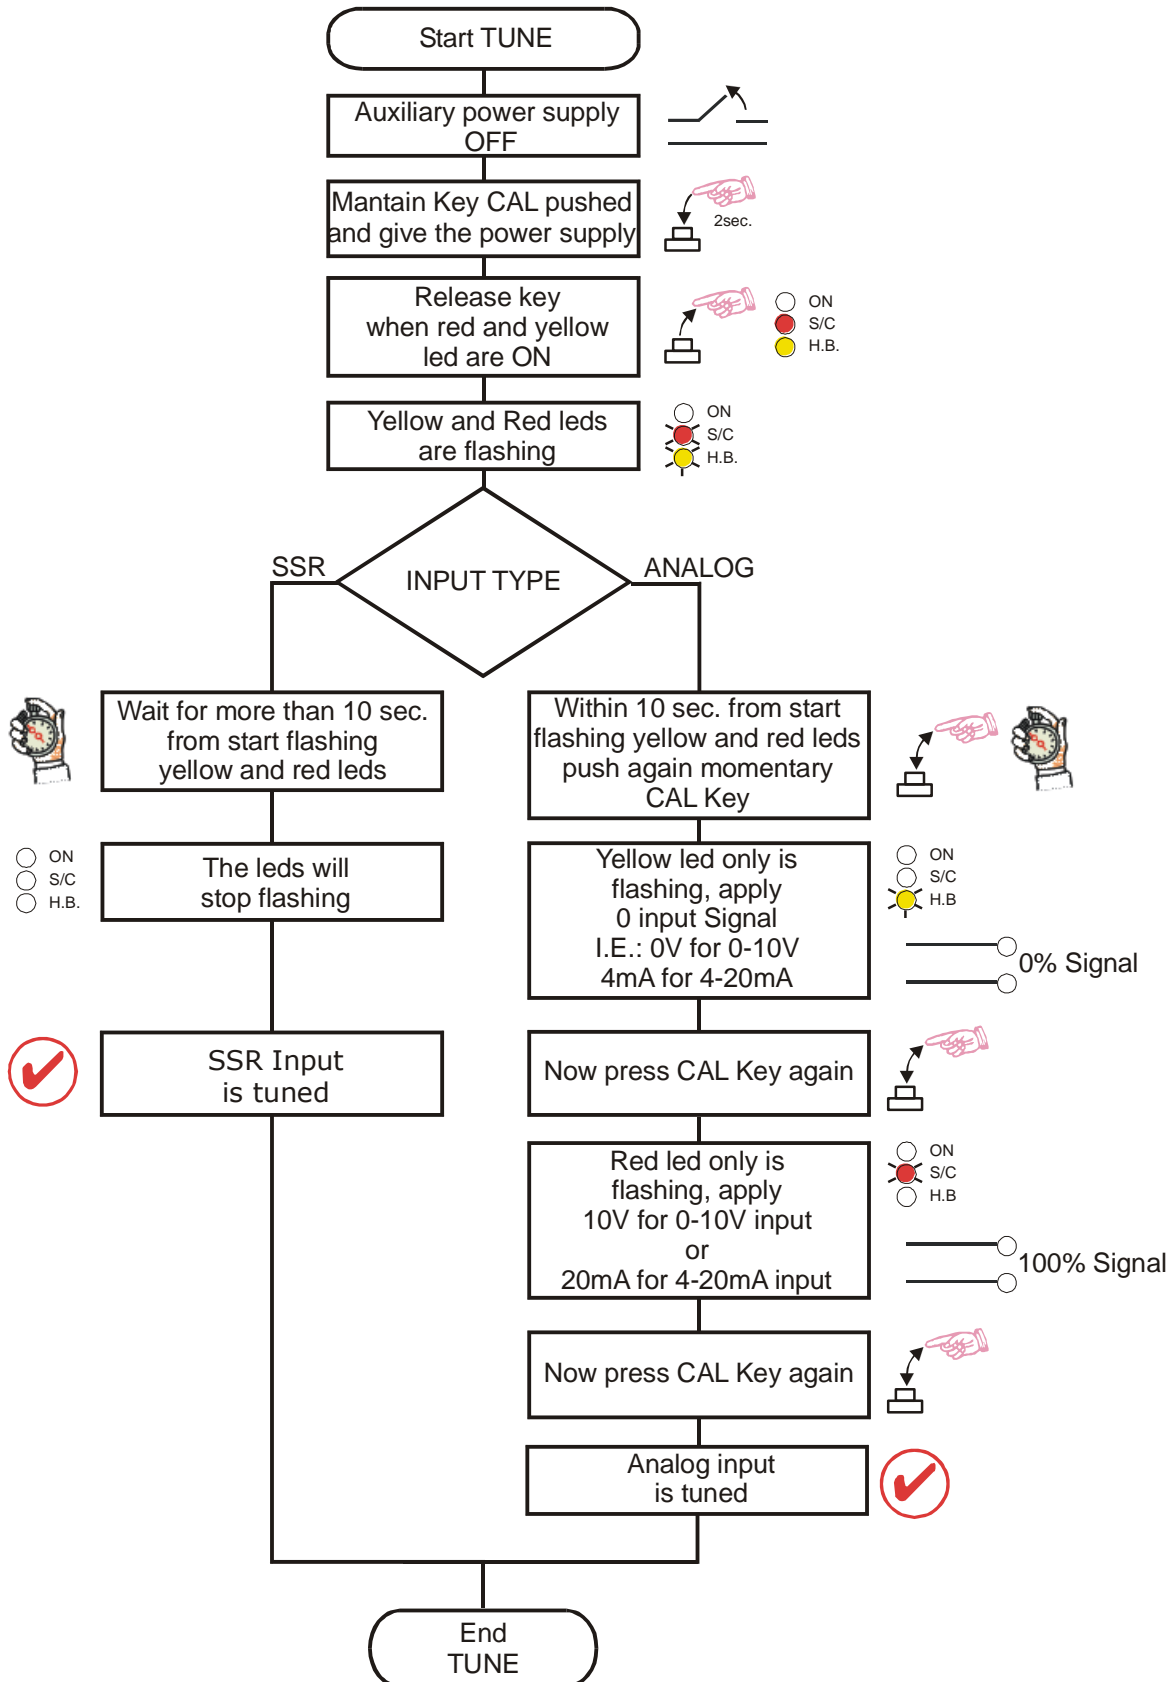 Start TUNE
Auxiliary power supply
OFF
Mantain Key CAL pushed
and give the power supply
2sec.
Release key
when red and yellow
led are ON
ON
S/C
H.B.
Yellow and Red leds
are flashing
ON
S/C
H.B.
SSR
INPUT TYPE
ANALOG
Wait for more than 10 sec.
from start flashing
yellow and red leds
ON
S/C
H.B.
The leds will
stop flashing
SSR Input
is tuned
Within 10 sec. from start
flashing yellow and red leds
push again momentary
CAL Key
Yellow led only is
flashing, apply
0 input Signal
I.E.: 0V for 0-10V
4mA for 4-20mA
ON
S/C
H.B
0% Signal
Now press CAL Key again
Red led only is
flashing, apply
10V for 0-10V input
or
20mA for 4-20mA input
ON
S/C
H.B
100% Signal
Now press CAL Key again
Analog input
is tuned
End
TUNE